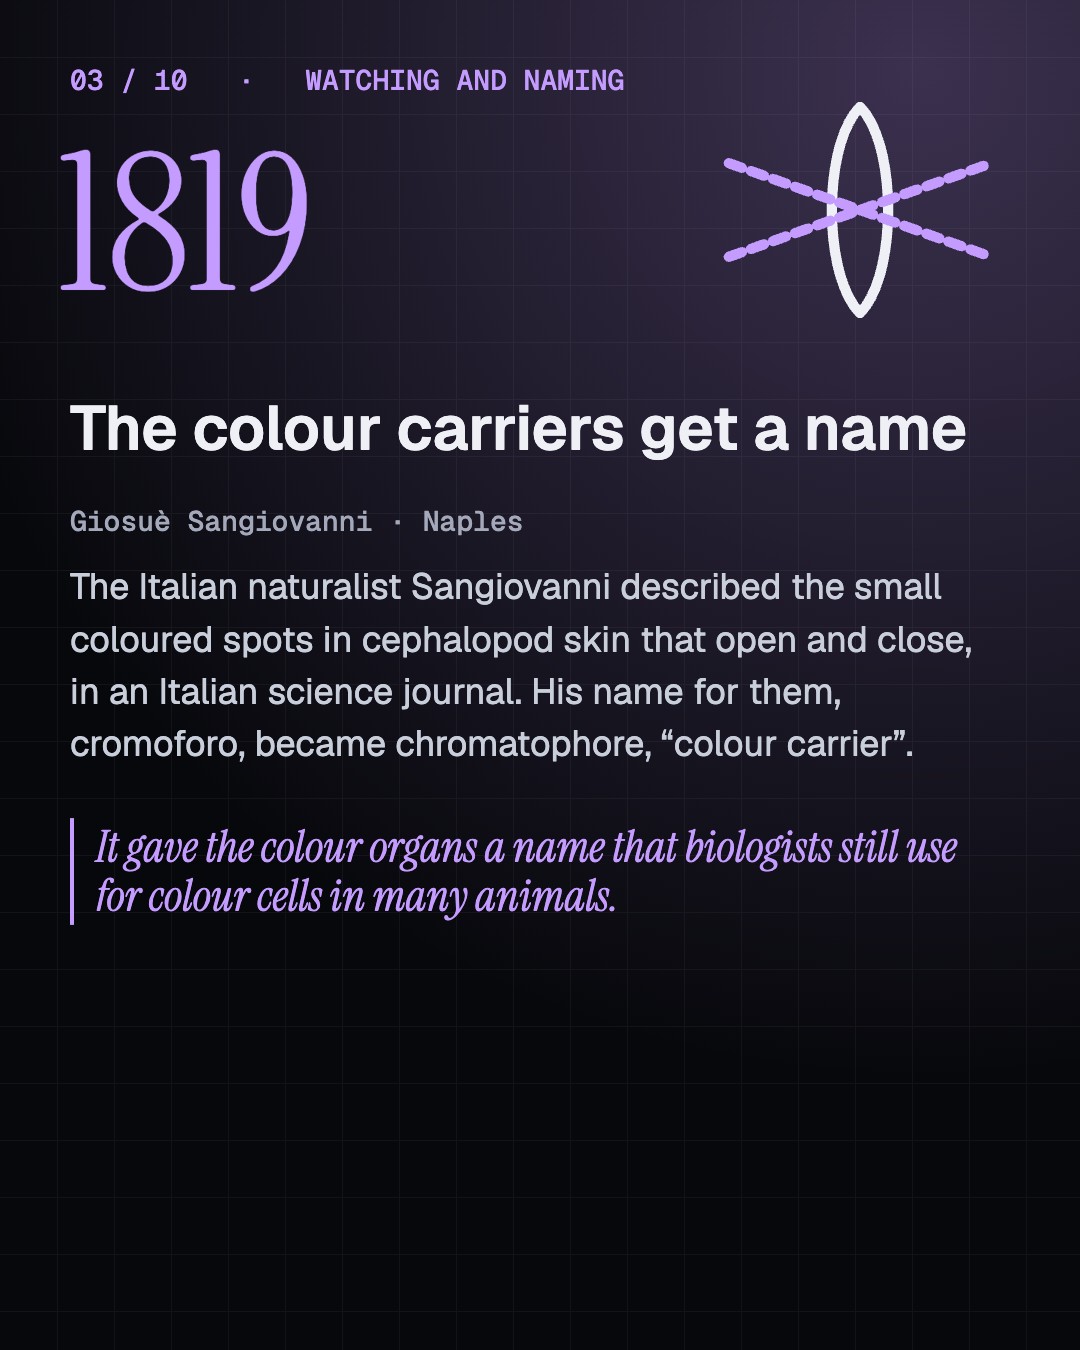 03 / 10 · WATCHING AND NAMING
1819
The colour carriers get a name
Giosuè Sangiovanni · Naples
The Italian naturalist Sangiovanni described the small
coloured spots in cephalopod skin that open and close,
in an Italian science journal. His name for them,
cromoforo, became chromatophore, “colour carrier”.
It gave the colour organs a name that biologists still use
for colour cells in many animals.